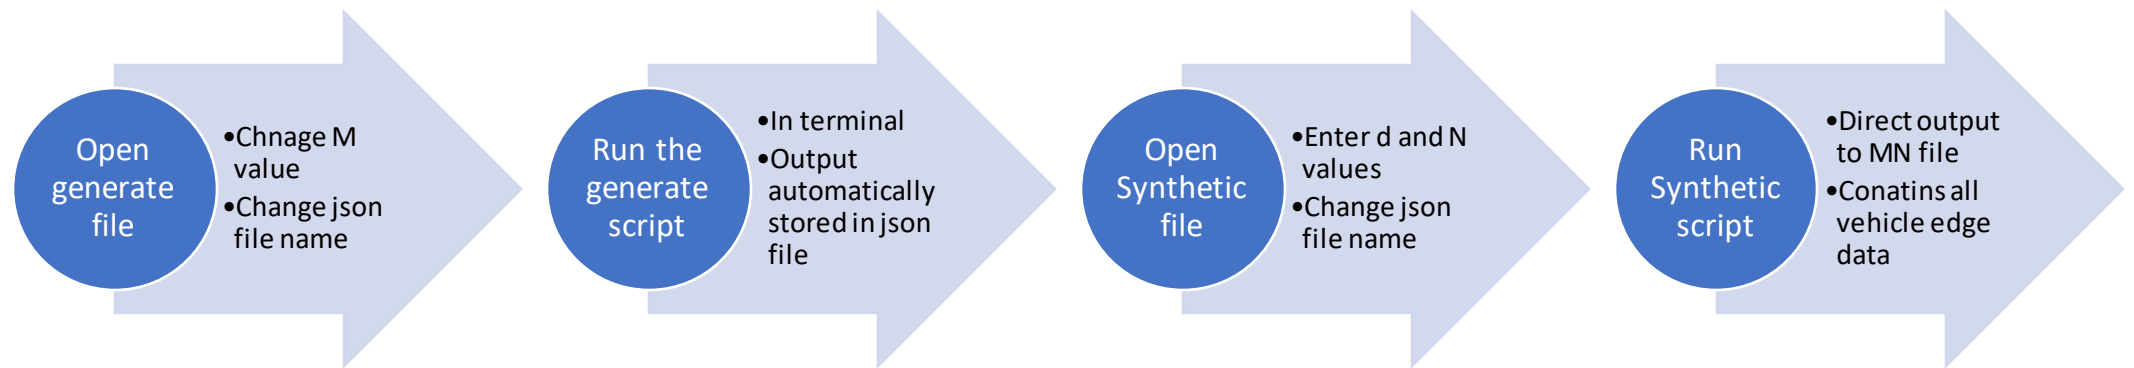 Open
generate
file
•Chnage M
value
•Change json
file name
Run the
generate
script
•In terminal
•Output
automatically
stored in json
file
Open
Synthetic
file
•Enter d and N
values
•Change json
file name
Run
Synthetic
script
•Direct output
to MN file
•Conatins all
vehicle edge
data